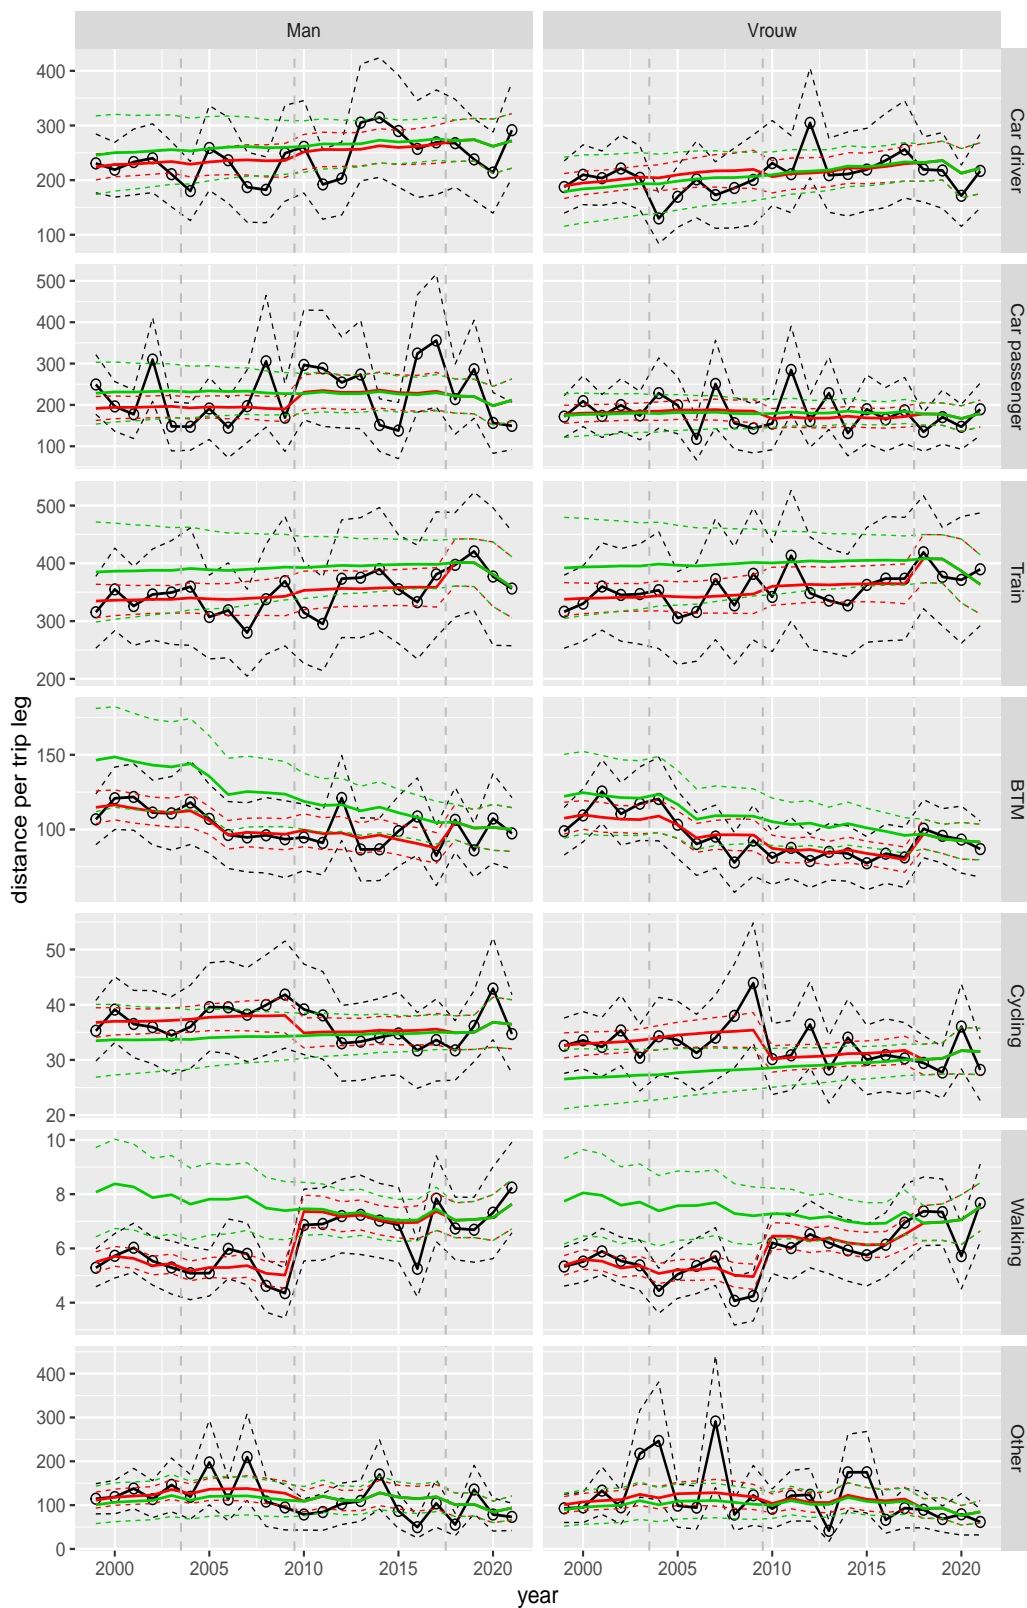 Man Vrouw
400
300
200
100
Car driver
500
400
300
200
100
Car passenger
500
400
300
200
Train
150
100
BTM
50
40
30
20
Cycling
10
8
6
4
Walking
400
300
200
100
0
Other
distance per trip leg
2000 2005 2010 2015 2020 2000 2005 2010 2015 2020
year